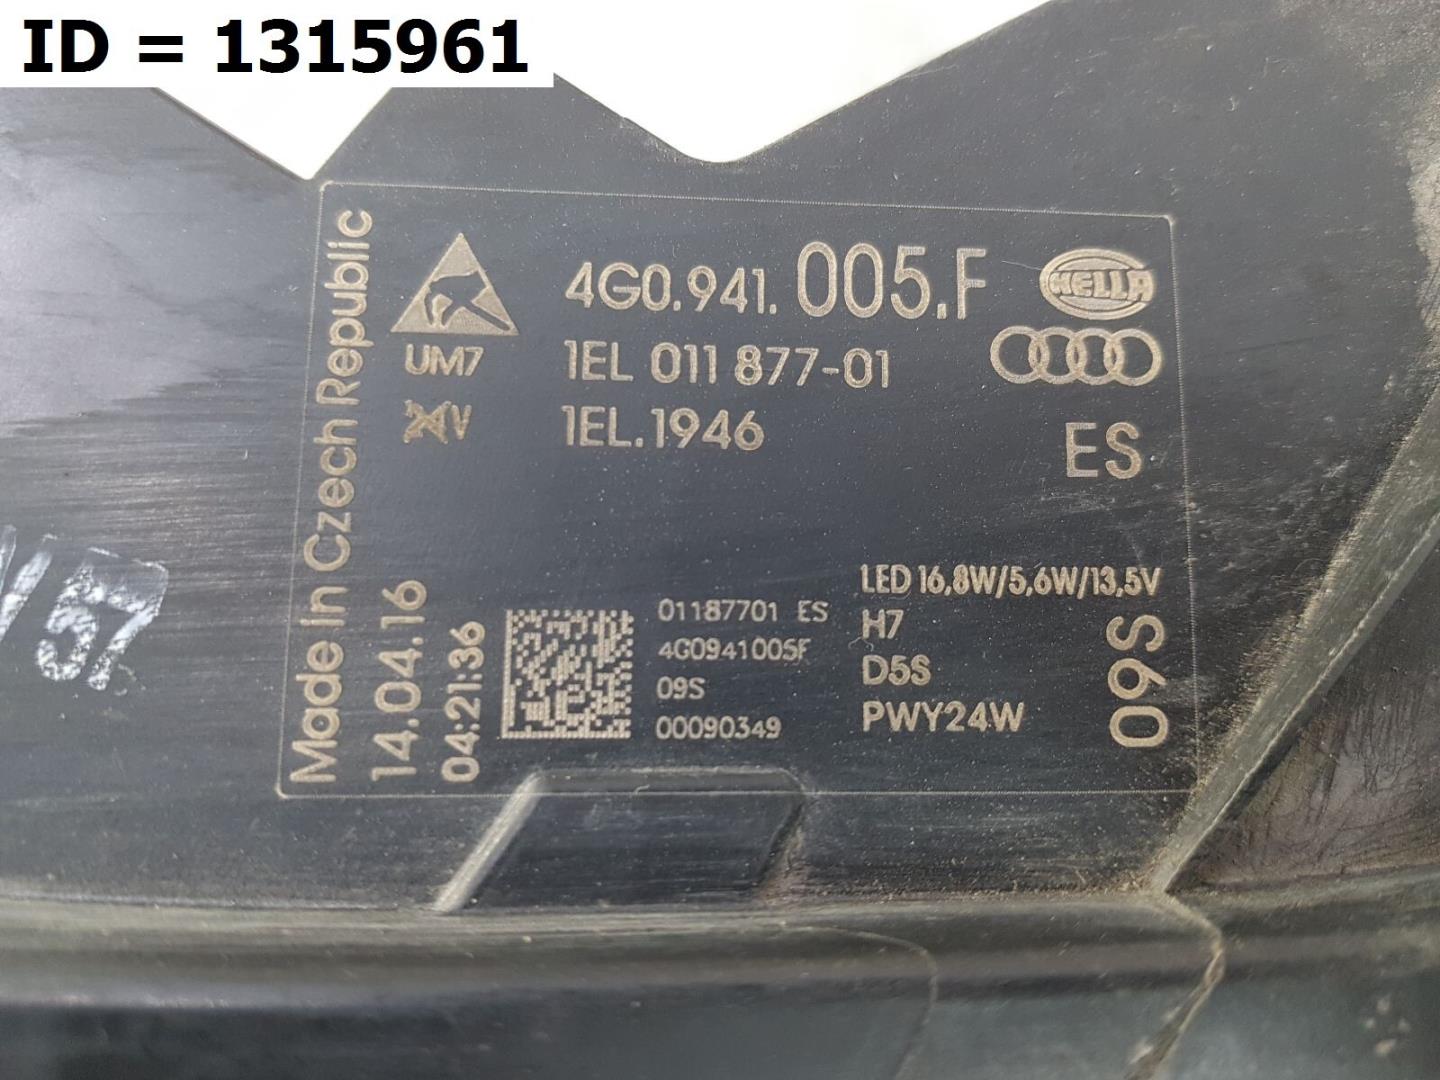 ID = 1315961
Made in Czech Republic
14.04.16
04:21:36
UM7
4G0.941.005.F
HELLA
1EL 011 877-01
1EL.1946
ES
LED 16,8W/5,6W/13,5V
H7
D5S
PWY24W
09S
01187701 ES
4G0941005F
09S
00090349
57